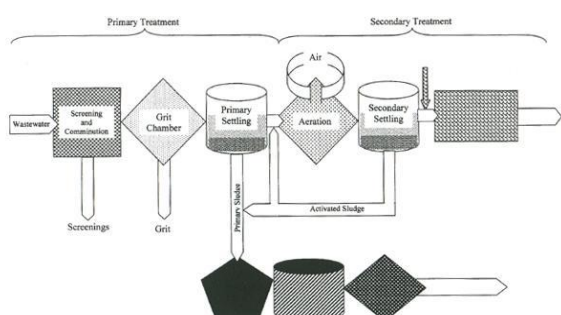 Primary Treatment
Secondary Treatment
Air
Wastewater
Screening
and
Comminution
Grit
Chamber
Primary
Settling
Aeration
Secondary
Settling
Primary Sludge
Activated Sludge
Screenings
Grit